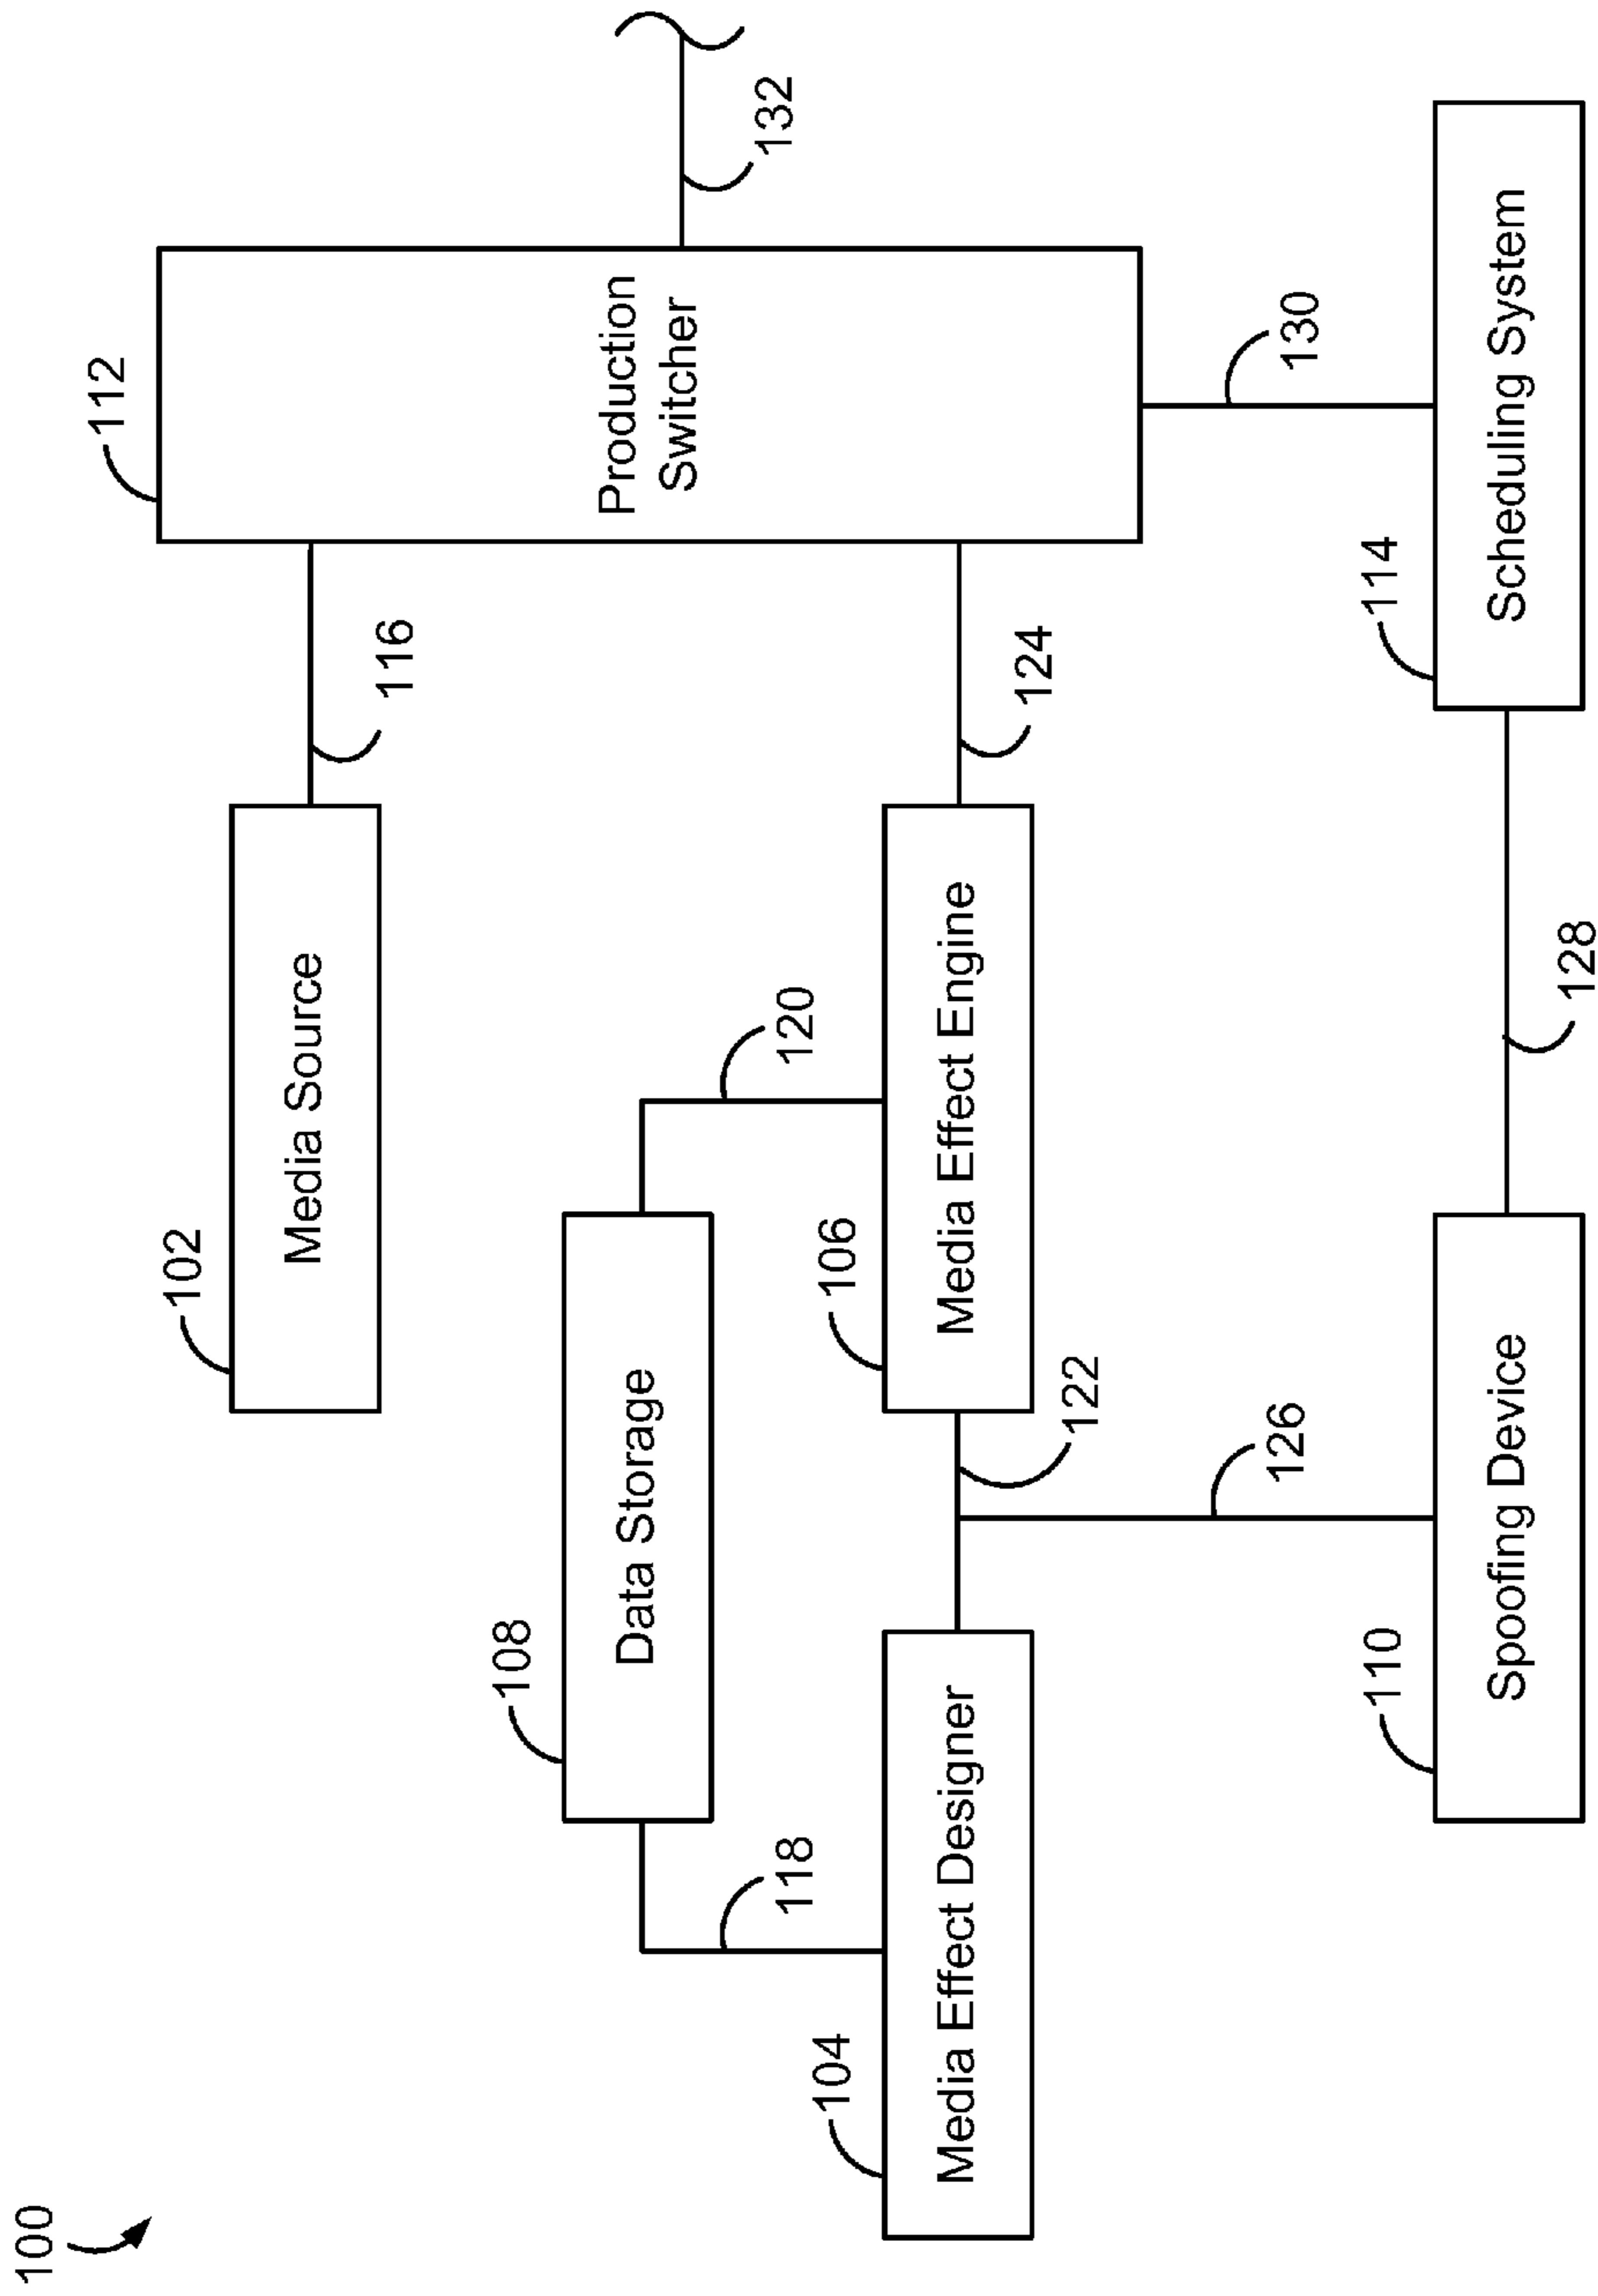 100
112
102
Media Source
116
Production
Switcher
132
108
Data Storage
118
120
104
Media Effect Designer
106
Media Effect Engine
122
124
126
130
110
Spoofing Device
128
114
Scheduling System